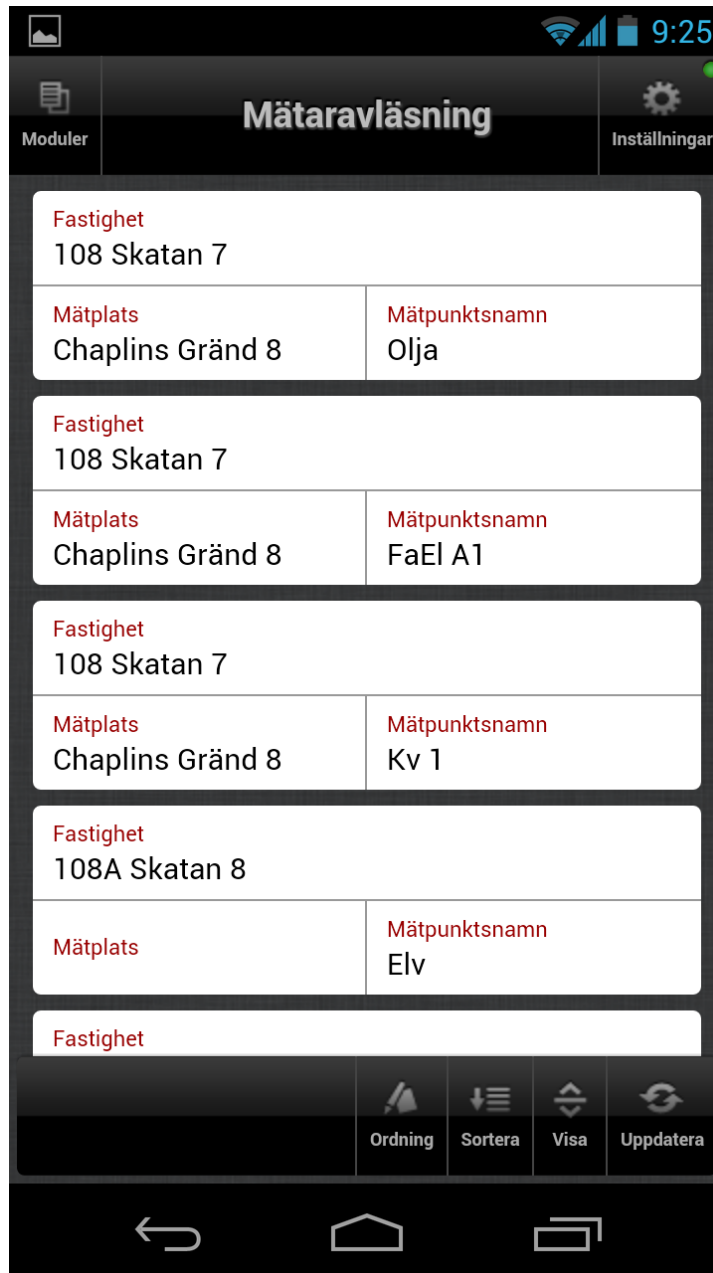 9:25
Moduler
Mätaravläsning
Inställningar
Fastighet
108 Skatan 7
Mätplats
Chaplins Gränd 8
Mätpunktsnamn
Olja
Fastighet
108 Skatan 7
Mätplats
Chaplins Gränd 8
Mätpunktsnamn
FaEl A1
Fastighet
108 Skatan 7
Mätplats
Chaplins Gränd 8
Mätpunktsnamn
Kv 1
Fastighet
108A Skatan 8
Mätplats
Mätpunktsnamn
Elv
Fastighet
Ordning
Sortera
Visa
Uppdatera